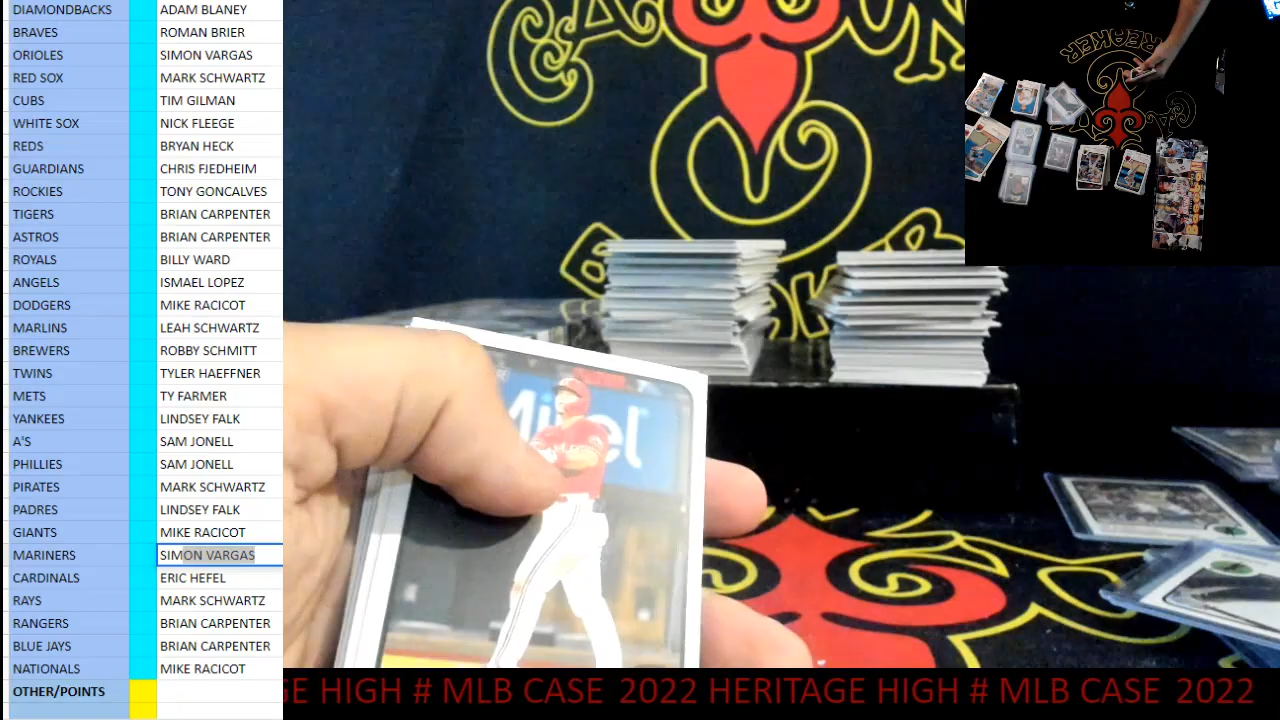 DIAMONDBACKS ADAM BLANEY
BRAVES ROMAN BRIER
ORIOLES SIMON VARGAS
RED SOX MARK SCHWARTZ
CUBS TIM GILMAN
WHITE SOX NICK FLEEGE
REDS BRYAN HECK
GUARDIANS CHRIS FJEDHEIM
ROCKIES TONY GONCALVES
TIGERS BRIAN CARPENTER
ASTROS BRIAN CARPENTER
ROYALS BILLY WARD
ANGELS ISMAEL LOPEZ
DODGERS MIKE RACICOT
MARLINS LEAH SCHWARTZ
BREWERS ROBBY SCHMITT
TWINS TYLER HAEFFNER
METS TY FARMER
YANKEES LINDSEY FALK
A'S SAM JONELL
PHILLIES SAM JONELL
PIRATES MARK SCHWARTZ
PADRES LINDSEY FALK
GIANTS MIKE RACICOT
MARINERS SIMON VARGAS
CARDINALS ERIC HEFEL
RAYS MARK SCHWARTZ
RANGERS BRIAN CARPENTER
BLUE JAYS BRIAN CARPENTER
NATIONALS MIKE RACICOT
OTHER/POINTS
GE HIGH # MLB CASE 2022 HERITAGE HIGH # MLB CASE 2022